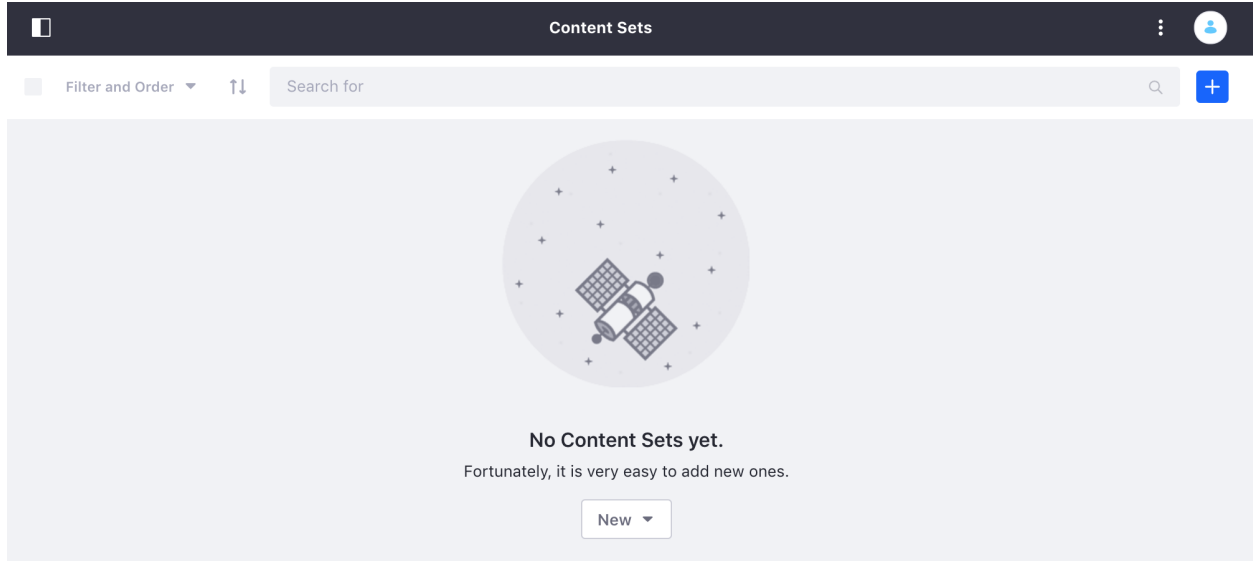 Content Sets
Filter and Order
Search for
No Content Sets yet.
Fortunately, it is very easy to add new ones.
New